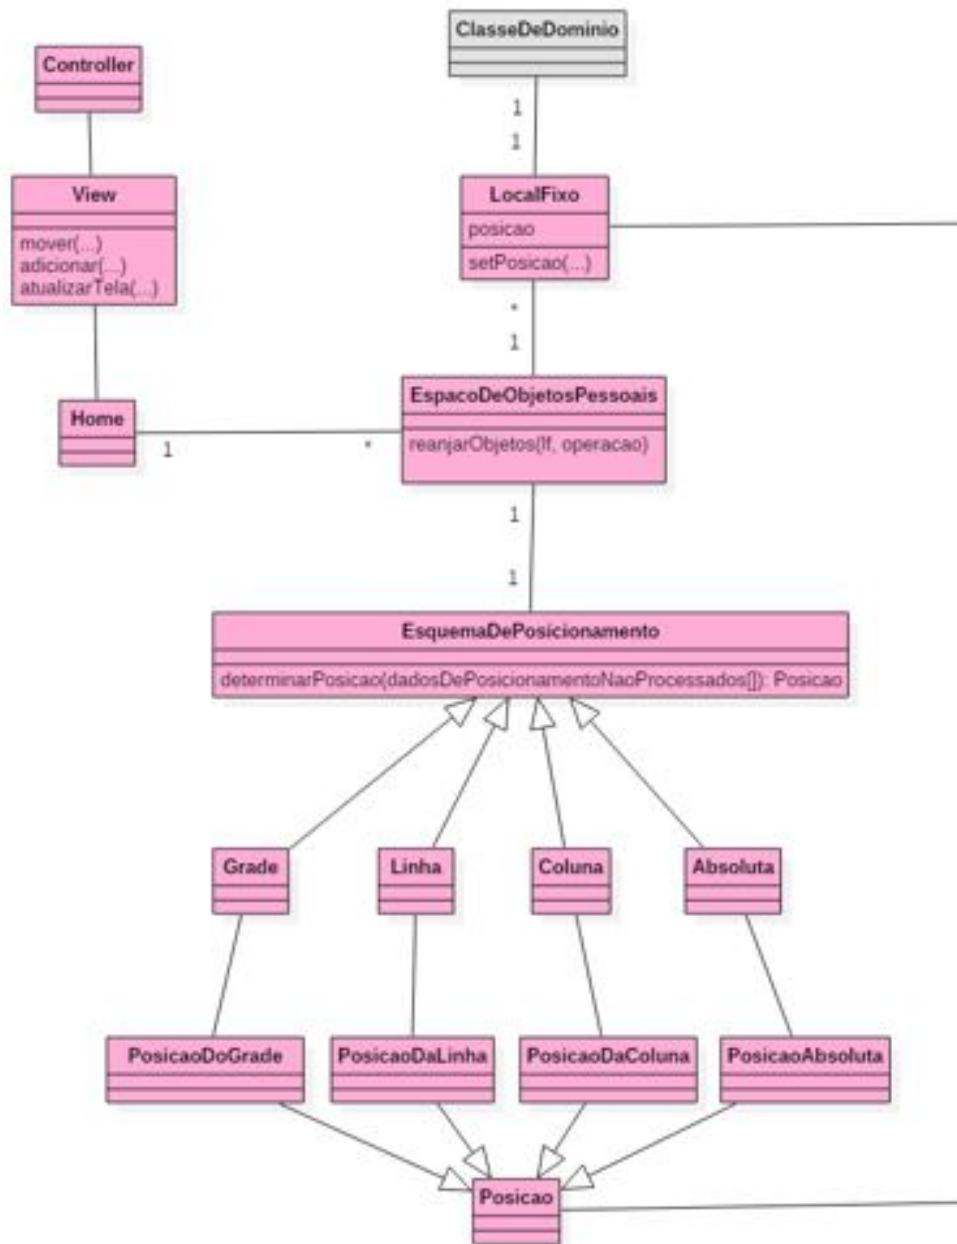 ClasseDeDominio
Controller
1
1
View
mover(...)
adicionar(...)
atualizarTela(...)
LocalFixo
posicao
setPosicao(...)
*
1
Home
1
*
EspacoDeObjetosPessoais
reanjarObjetos(lf, operacao)
1
1
EsquemaDePosicionamento
determinarPosicao(dadosDePosicionamentoNaoProcessados[]): Posicao
Grade
Linha
Coluna
Absoluta
PosicaoDoGrade
PosicaoDaLinha
PosicaoDaColuna
PosicaoAbsoluta
Posicao